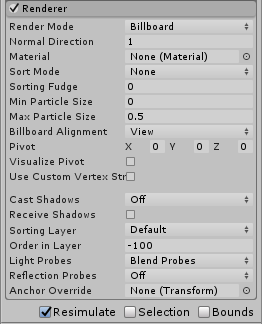 Renderer
Render Mode Billboard
Normal Direction 1
Material None (Material)
Sort Mode None
Sorting Fudge 0
Min Particle Size 0
Max Particle Size 0.5
Billboard Alignment View
Pivot X 0 Y 0 Z 0
Visualize Pivot
Use Custom Vertex Str
Cast Shadows Off
Receive Shadows
Sorting Layer Default
Order in Layer -100
Light Probes Blend Probes
Reflection Probes Off
Anchor Override None (Transform)
Resimulate Selection Bounds